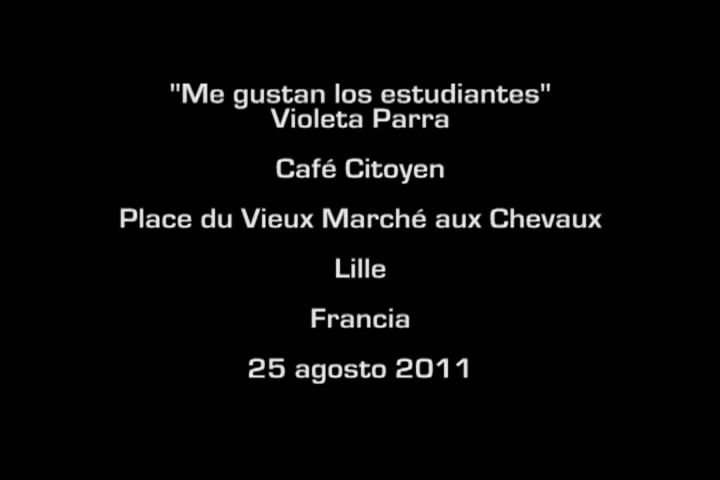 "Me gustan los estudiantes"
Violeta Parra
Café Citoyen
Place du Vieux Marché aux Chevaux
Lille
Francia
25 agosto 2011